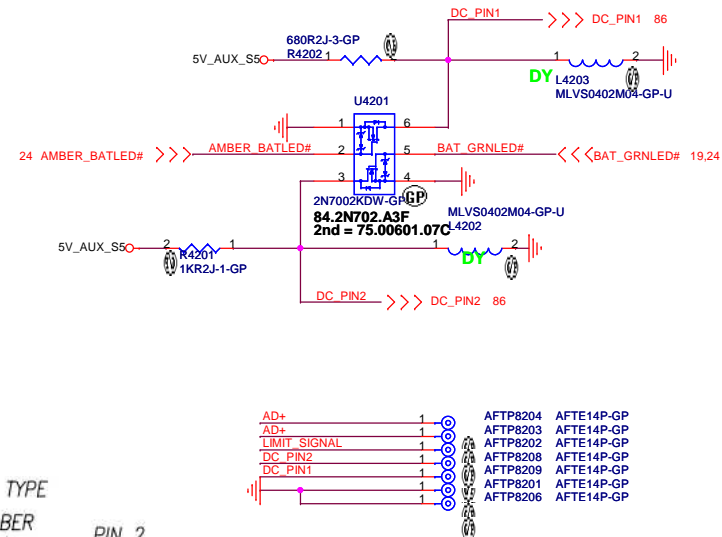 DC_PIN1
DC_PIN1 86
680R2J-3-GP
R4202
5V_AUX_S5
1
1
2
DY
L4203
MLVS0402M04-GP-U
U4201
1
6
24 AMBER_BATLED#
AMBER_BATLED#
2
5
BAT_GRNLED#
BAT_GRNLED# 19,24
3
4
2N7002KDW-GP
GP
84.2N702.A3F
2nd = 75.00601.07C
MLVS0402M04-GP-U
L4202
5V_AUX_S5
2
1
1
2
R4201
DY
1KR2J-1-GP
DC_PIN2
DC_PIN2 86
AD+ 1 AFTP8204 AFTE14P-GP
AD+ 1 AFTP8203 AFTE14P-GP
LIMIT_SIGNAL 1 AFTP8202 AFTE14P-GP
DC_PIN2 1 AFTP8208 AFTE14P-GP
DC_PIN1 1 AFTP8209 AFTE14P-GP
1 AFTP8201 AFTE14P-GP
1 AFTP8206 AFTE14P-GP
TYPE
BER
PIN 2